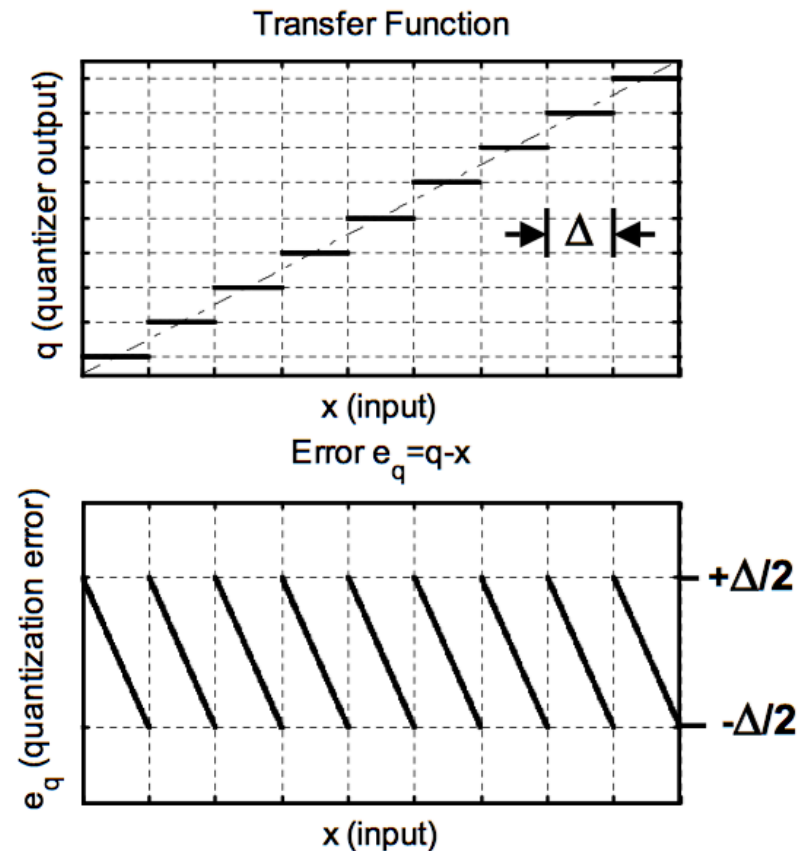 Transfer Function
q (quantizer output)
Δ
x (input)
Error e_q=q-x
e_q (quantization error)
+Δ/2
-Δ/2
x (input)